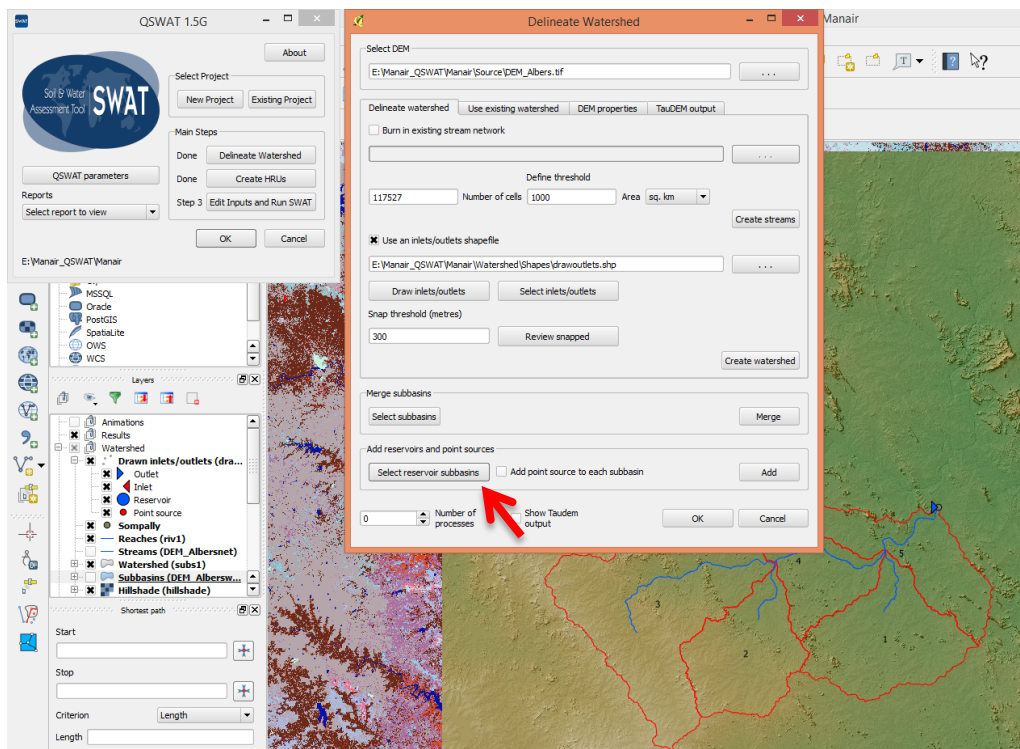 QSWAT 1.5G
SWAT
Soil & Water
Assessment Tool
SWAT
About
Select Project
New Project
Existing Project
Main Steps
Done
Delineate Watershed
Done
Create HRUs
Step 3
Edit Inputs and Run SWAT
QSWAT parameters
Reports
Select report to view
OK
Cancel
E:\Manair_QSWAT\Manair
MSSQL
Oracle
PostGIS
SpatiaLite
OWS
WCS
Layers
Animations
Results
Watershed
Drawn inlets/outlets (dra...
Outlet
Inlet
Reservoir
Point source
Sompally
Reaches (riv1)
Streams (DEM_Albersnet)
Watershed (subs1)
Subbasins (DEM_Albersw...
Hillshade (hillshade)
Shortest path
Start
Stop
Criterion
Length
Length
Delineate Watershed
Select DEM
E:\Manair_QSWAT\Manair\Source\DEM_Albers.tif
...
Delineate watershed
Use existing watershed
DEM properties
TauDEM output
Burn in existing stream network
...
Define threshold
117527
Number of cells
1000
Area
sq. km
Create streams
Use an inlets/outlets shapefile
E:\Manair_QSWAT\Manair\Watershed\Shapes\drawoutlets.shp
...
Draw inlets/outlets
Select inlets/outlets
Snap threshold (metres)
300
Review snapped
Create watershed
Merge subbasins
Select subbasins
Merge
Add reservoirs and point sources
Select reservoir subbasins
Add point source to each subbasin
Add
0
Number of
processes
Show Taudem
output
OK
Cancel
Manair
T
?
?
5
4
3
2
1